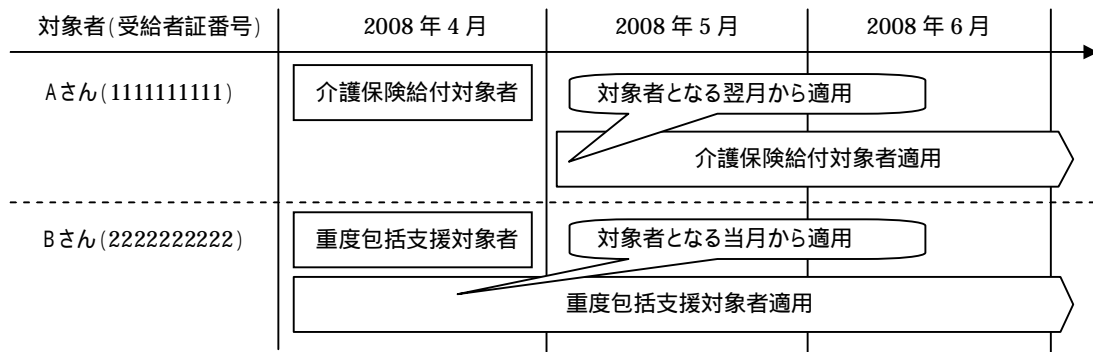 対象者(受給者証番号) 2008年4月 2008年5月 2008年6月
Aさん(1111111111) 介護保険給付対象者 対象者となる翌月から適用
介護保険給付対象者適用
Bさん(2222222222) 重度包括支援対象者 対象者となる当月から適用
重度包括支援対象者適用